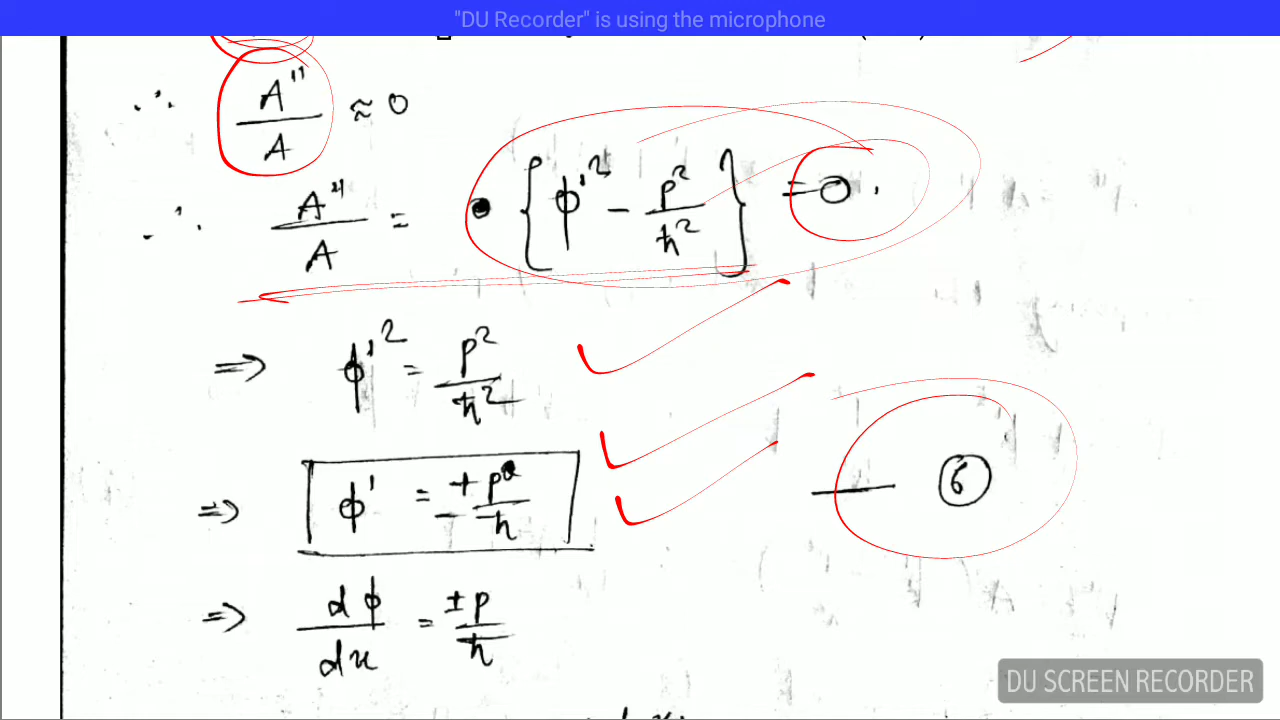 "DU Recorder" is using the microphone
∴ A''/A ≈ 0
∴ A''/A = {ϕ'² − p²/ħ²} = 0.
⇒ ϕ'² = p²/ħ²
⇒ ϕ' = ± p/ħ — ⑥
⇒ dϕ/dx = ± p/ħ
DU SCREEN RECORDER